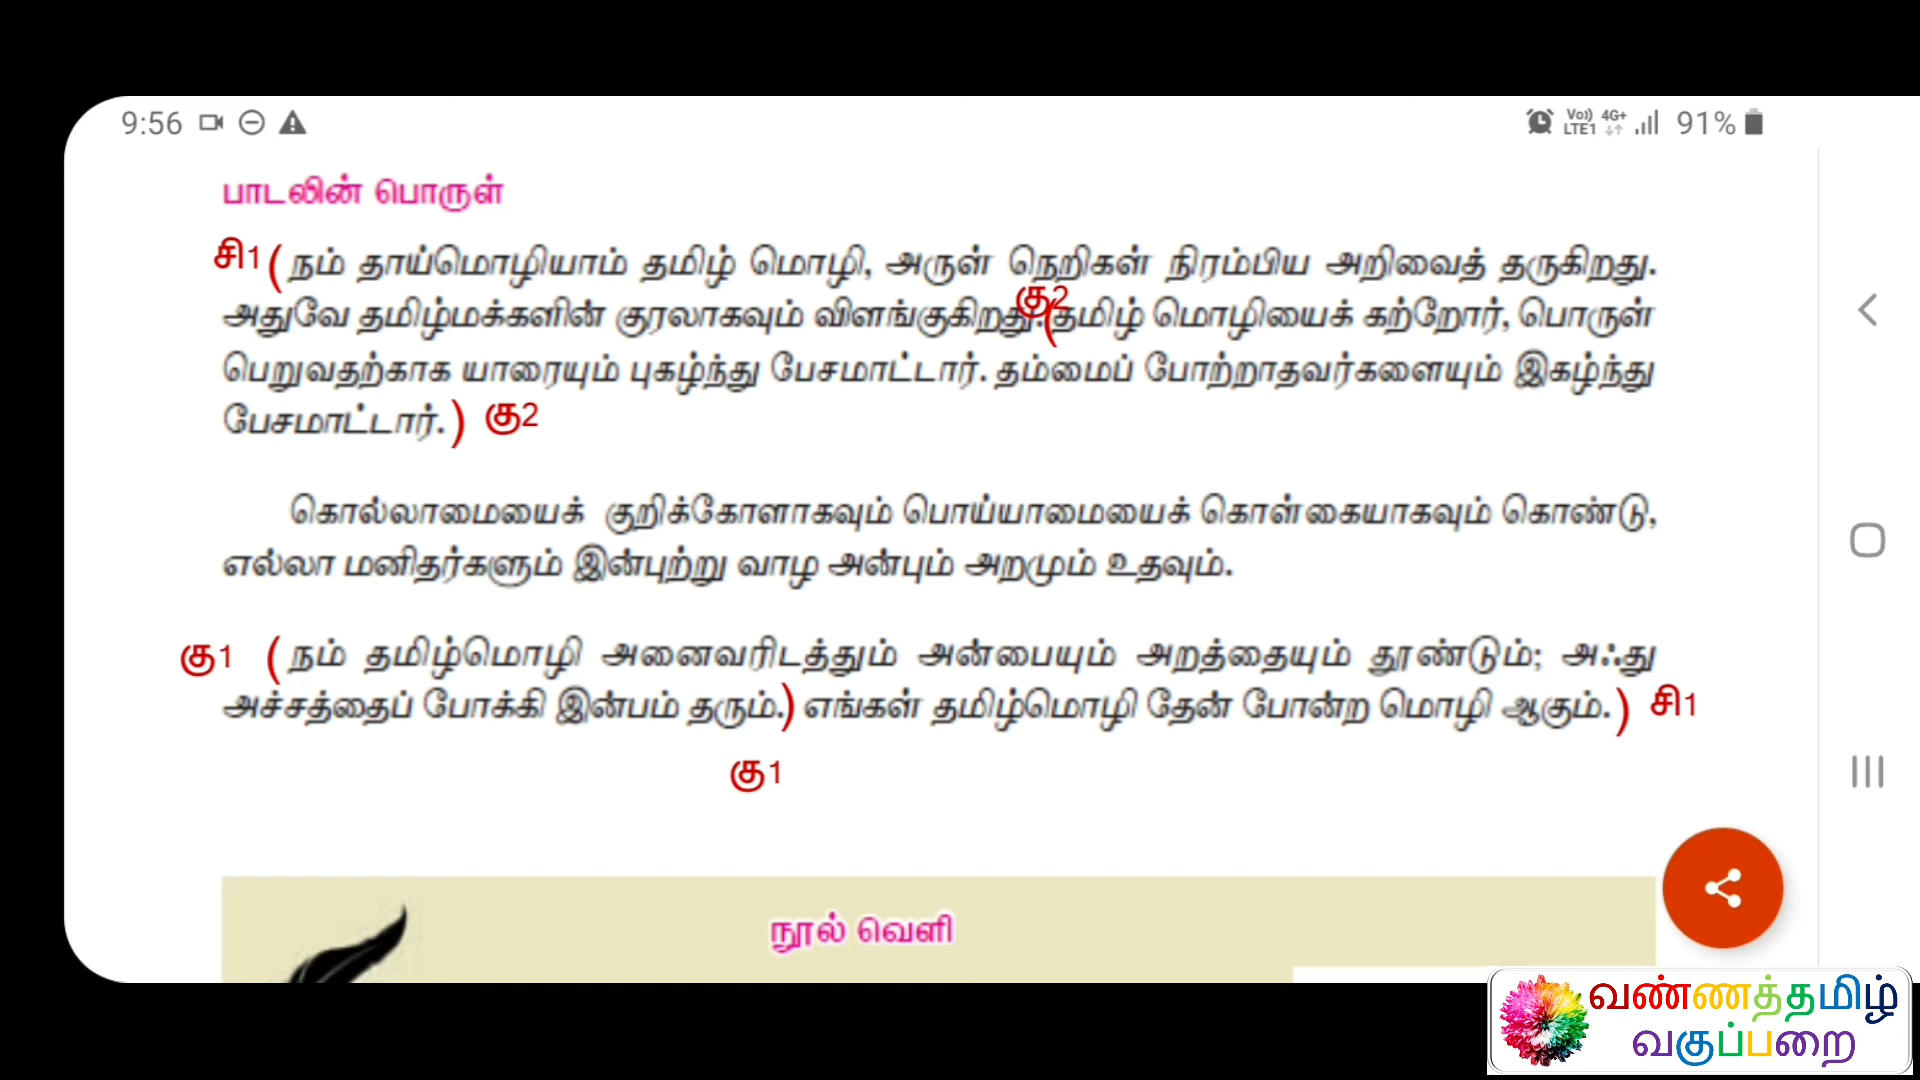 9:56 Vo)) LTE1 4G+ 91%
பாடலின் பொருள்
சி1 ( நம் தாய்மொழியாம் தமிழ் மொழி, அருள் நெறிகள் நிரம்பிய அறிவைத் தருகிறது.
கு2
அதுவே தமிழ்மக்களின் குரலாகவும் விளங்குகிறது. (தமிழ் மொழியைக் கற்றோர், பொருள்
பெறுவதற்காக யாரையும் புகழ்ந்து பேசமாட்டார். தம்மைப் போற்றாதவர்களையும் இகழ்ந்து
பேசமாட்டார். ) கு2
கொல்லாமையைக் குறிக்கோளாகவும் பொய்யாமையைக் கொள்கையாகவும் கொண்டு,
எல்லா மனிதர்களும் இன்புற்று வாழ அன்பும் அறமும் உதவும்.
கு1 ( நம் தமிழ்மொழி அனைவரிடத்தும் அன்பையும் அறத்தையும் தூண்டும்; அஃது
அச்சத்தைப் போக்கி இன்பம் தரும்.) எங்கள் தமிழ்மொழி தேன் போன்ற மொழி ஆகும். ) சி1
கு1
நூல் வெளி
வண்ணத்தமிழ்
வகுப்பறை